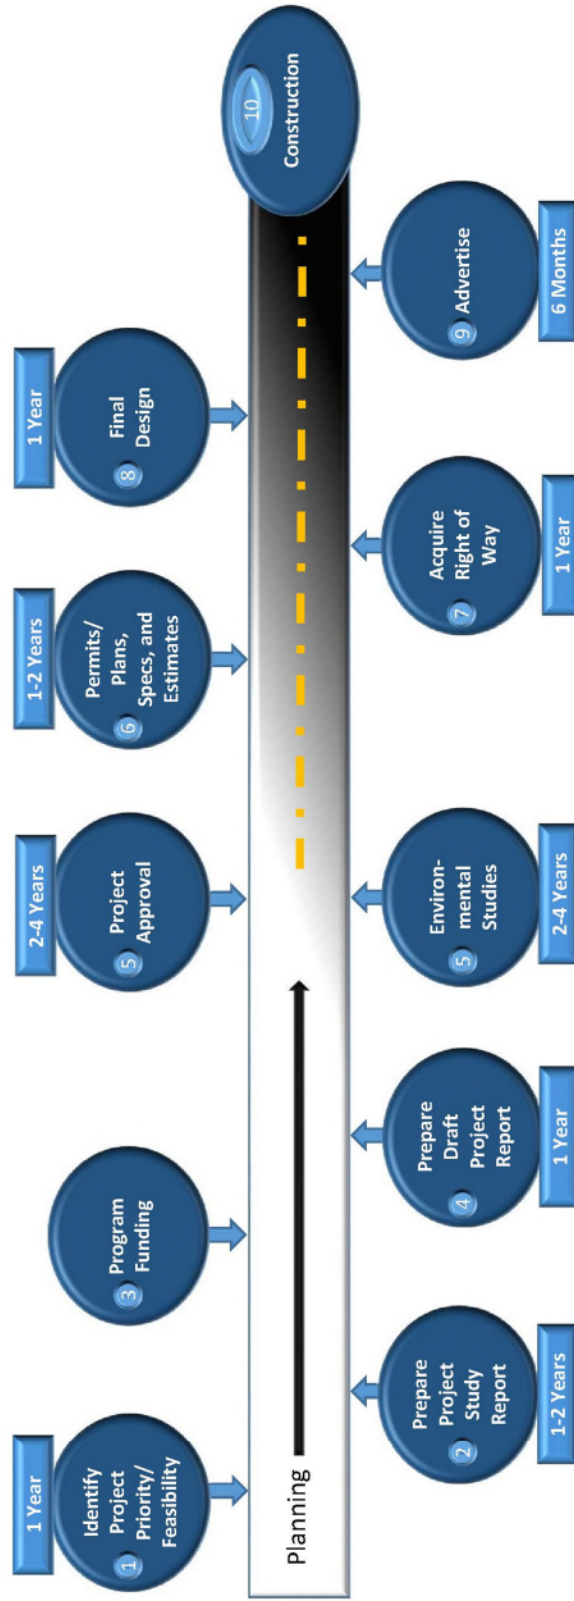 1 Year
1
Identify
Project
Priority/
Feasibility
Planning
2
Prepare
Project
Study
Report
1-2 Years
3
Program
Funding
4
Prepare
Draft
Project
Report
1 Year
2-4 Years
5
Project
Approval
5
Environ-
mental
Studies
2-4 Years
1-2 Years
6
Permits/
Plans,
Specs, and
Estimates
7
Acquire
Right of
Way
1 Year
1 Year
8
Final
Design
9
Advertise
6 Months
10
Construction